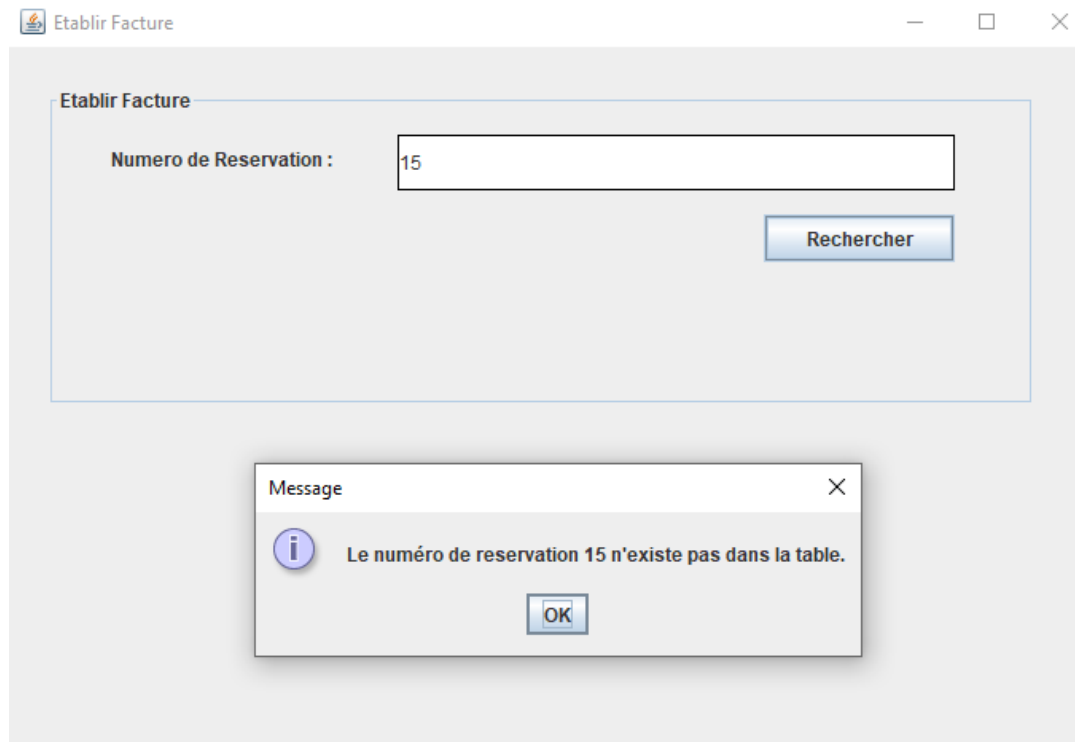 Etablir Facture
Etablir Facture
Numero de Reservation :
15
Rechercher
Message
Le numéro de reservation 15 n'existe pas dans la table.
OK